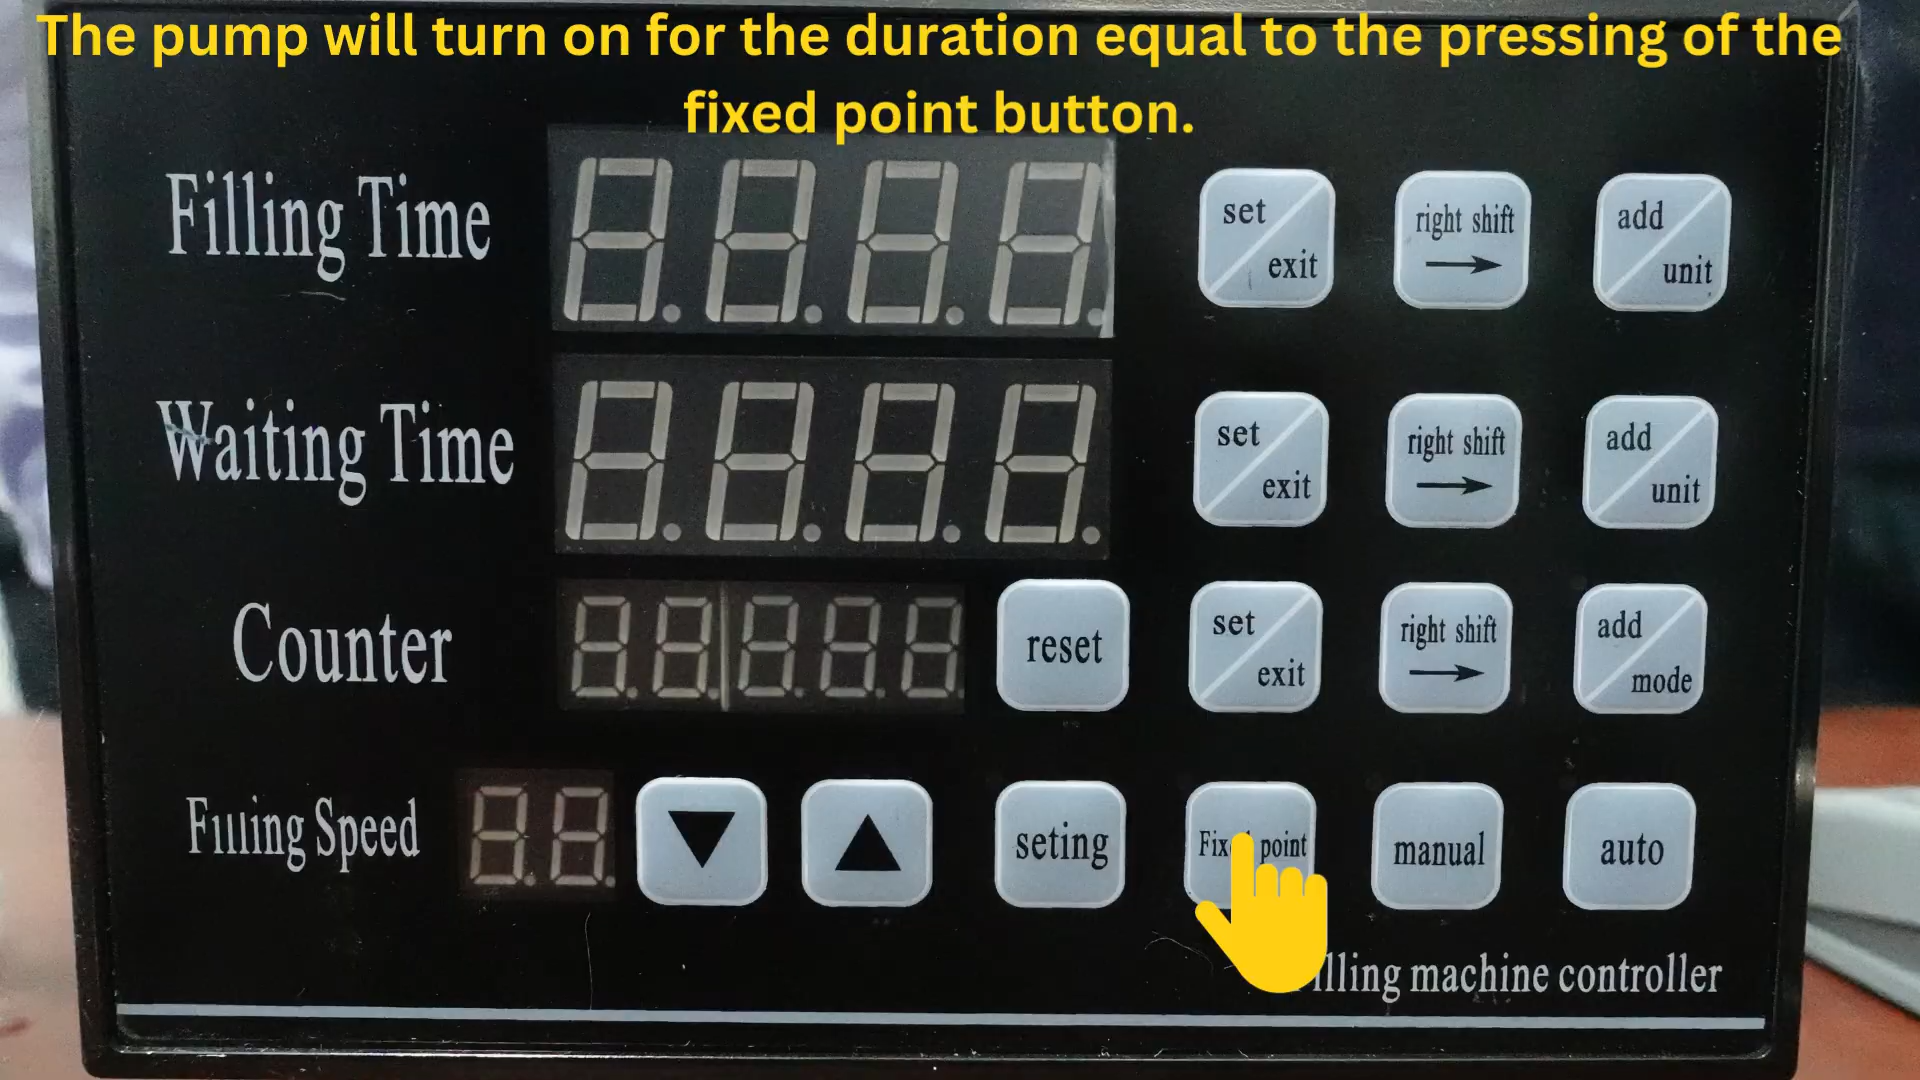 The pump will turn on for the duration equal to the pressing of the
fixed point button.
Filling Time
set
exit
right shift
add
unit
Waiting Time
set
exit
right shift
add
unit
Counter
reset
set
exit
right shift
add
mode
Filling Speed
seting
point
manual
auto
machine controller